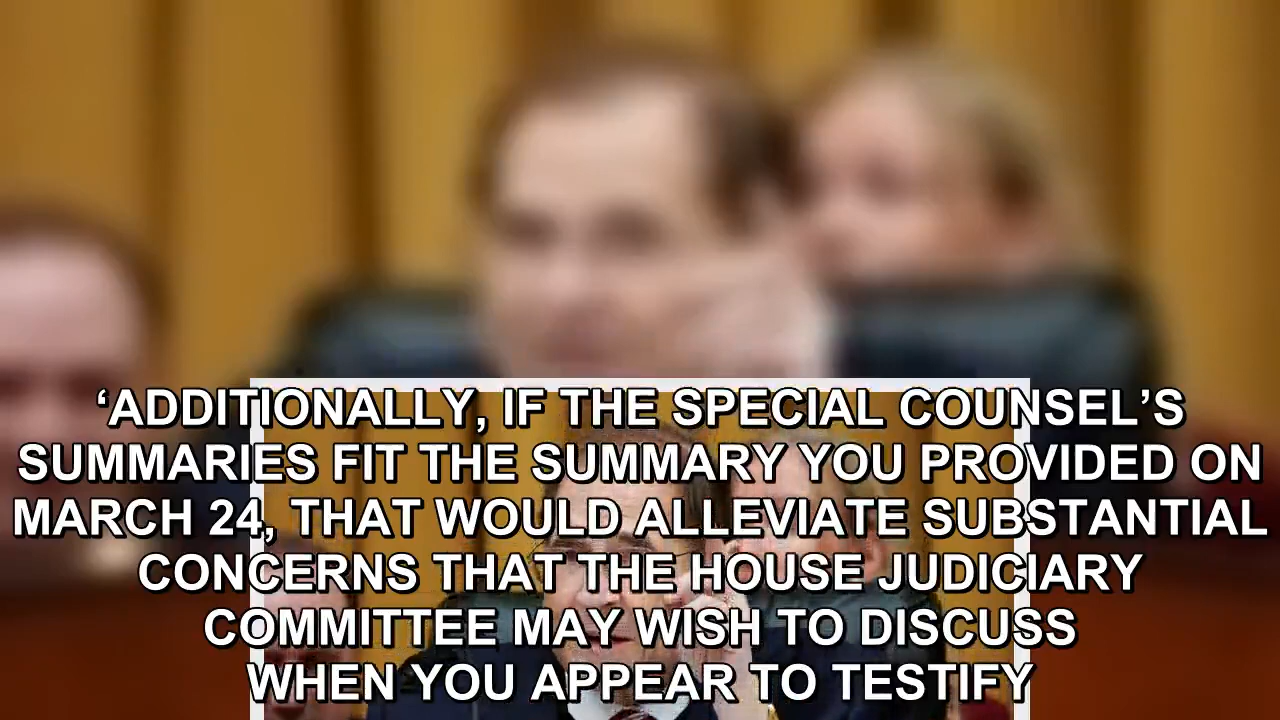 ‘ADDITIONALLY, IF THE SPECIAL COUNSEL’S
SUMMARIES FIT THE SUMMARY YOU PROVIDED ON
MARCH 24, THAT WOULD ALLEVIATE SUBSTANTIAL
CONCERNS THAT THE HOUSE JUDICIARY
COMMITTEE MAY WISH TO DISCUSS
WHEN YOU APPEAR TO TESTIFY